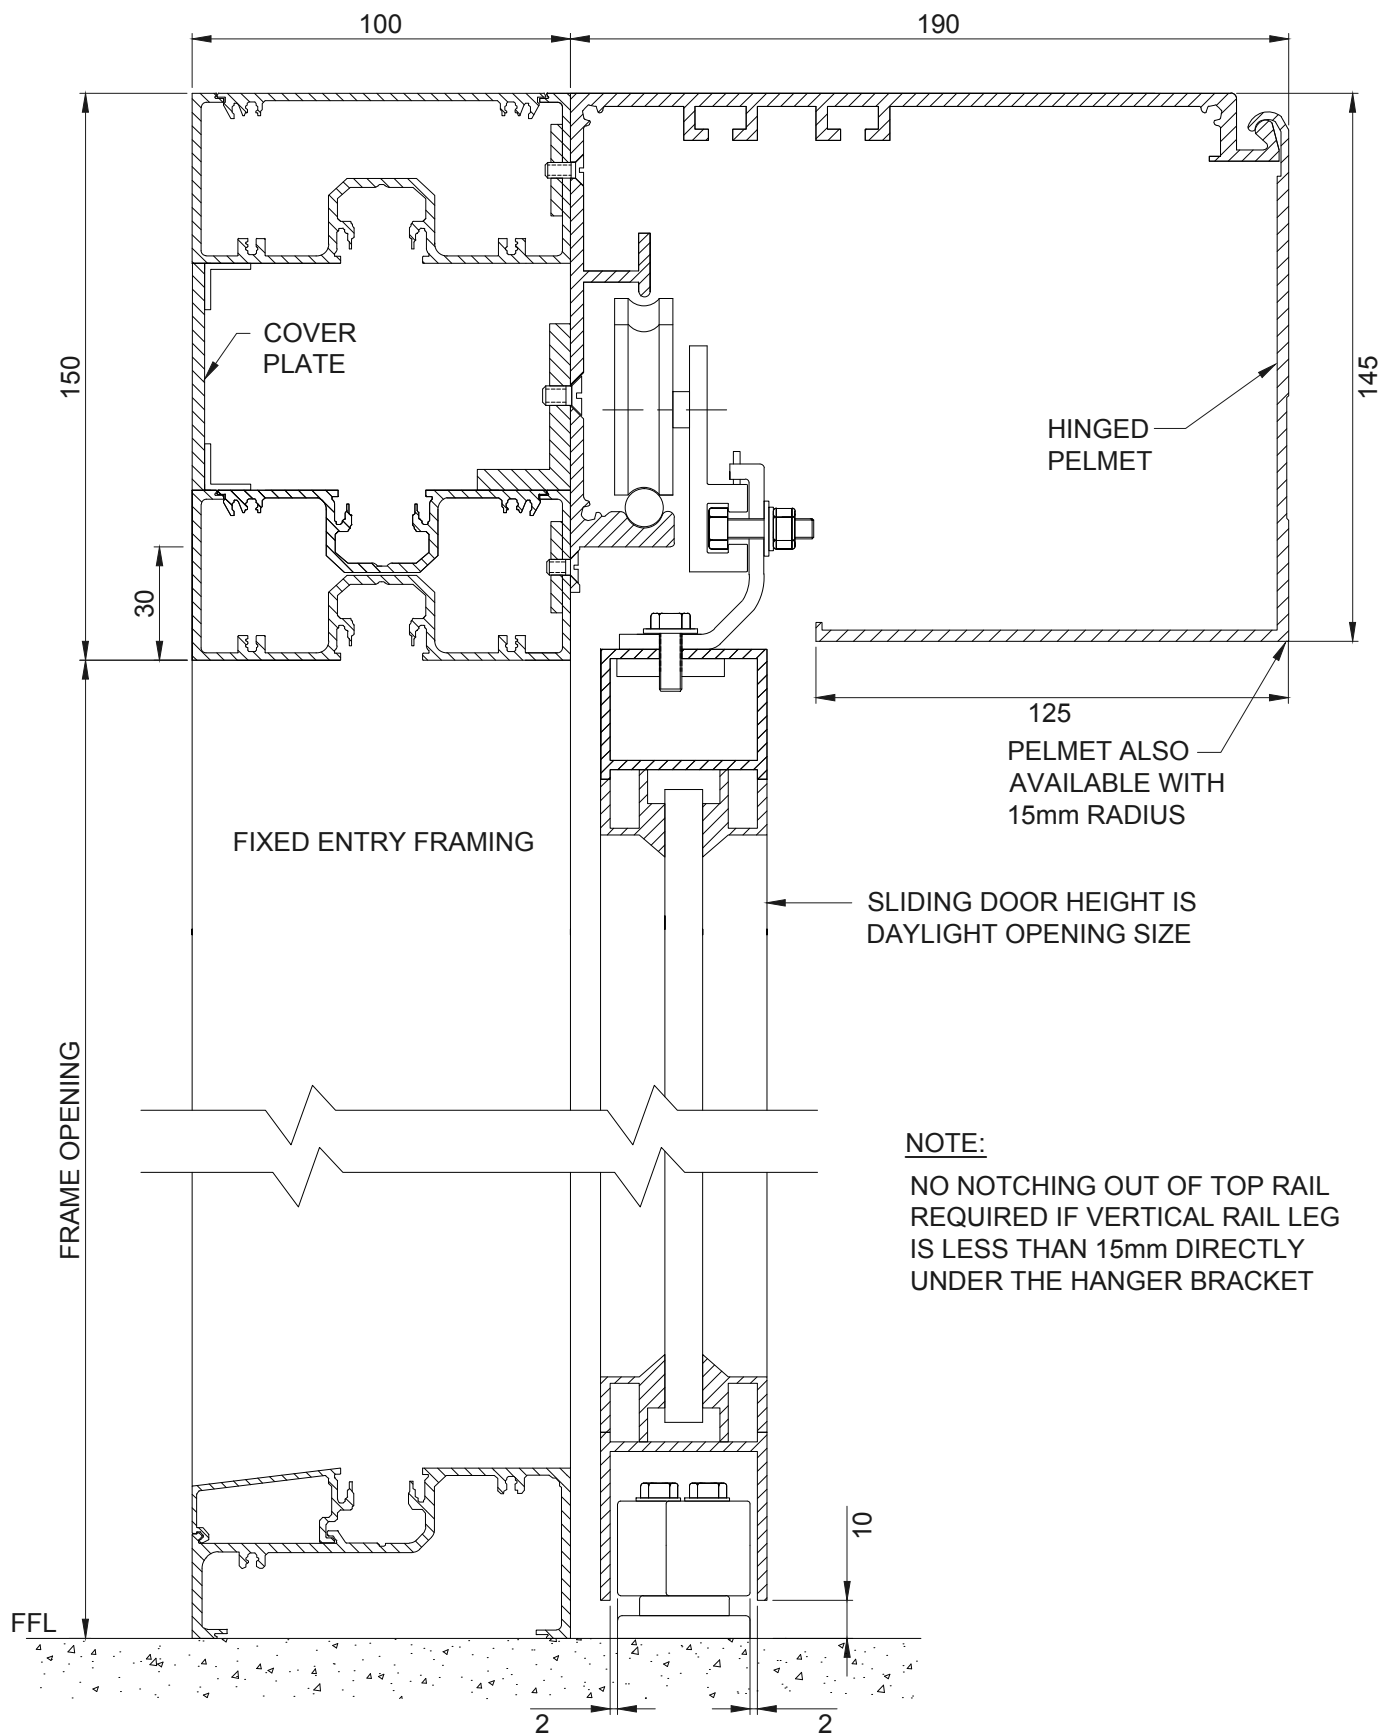 100
190
150
145
COVER
PLATE
HINGED
PELMET
30
125
PELMET ALSO
AVAILABLE WITH
15mm RADIUS
FIXED ENTRY FRAMING
SLIDING DOOR HEIGHT IS
DAYLIGHT OPENING SIZE
FRAME OPENING
NOTE:
NO NOTCHING OUT OF TOP RAIL
REQUIRED IF VERTICAL RAIL LEG
IS LESS THAN 15mm DIRECTLY
UNDER THE HANGER BRACKET
10
FFL
2
2